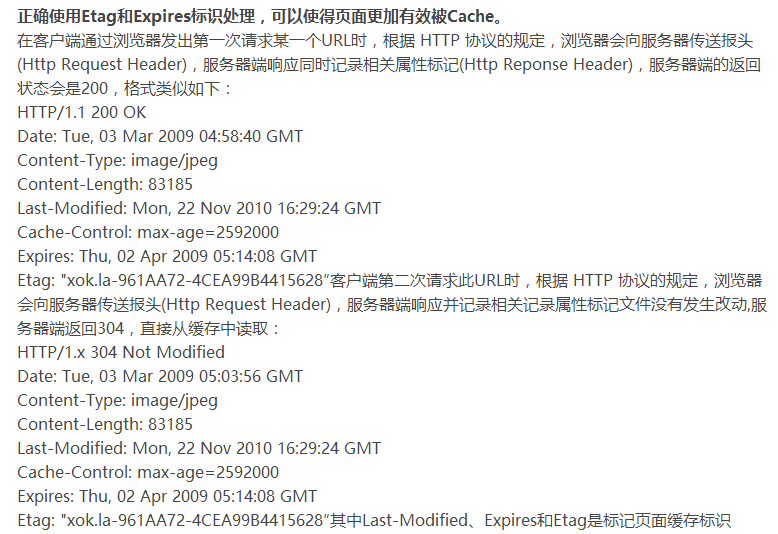 正确使用Etag和Expires标识处理，可以使得页面更加有效被Cache。
在客户端通过浏览器发出第一次请求某一个URL时，根据 HTTP 协议的规定，浏览器会向服务器传送报头
(Http Request Header)，服务器端响应同时记录相关属性标记(Http Reponse Header)，服务器端的返回
状态会是200，格式类似如下：
HTTP/1.1 200 OK
Date: Tue, 03 Mar 2009 04:58:40 GMT
Content-Type: image/jpeg
Content-Length: 83185
Last-Modified: Mon, 22 Nov 2010 16:29:24 GMT
Cache-Control: max-age=2592000
Expires: Thu, 02 Apr 2009 05:14:08 GMT
Etag: "xok.la-961AA72-4CEA99B4415628”客户端第二次请求此URL时，根据 HTTP 协议的规定，浏览器
会向服务器传送报头(Http Request Header)，服务器端响应并记录相关记录属性标记文件没有发生改动,服
务器端返回304，直接从缓存中读取：
HTTP/1.x 304 Not Modified
Date: Tue, 03 Mar 2009 05:03:56 GMT
Content-Type: image/jpeg
Content-Length: 83185
Last-Modified: Mon, 22 Nov 2010 16:29:24 GMT
Cache-Control: max-age=2592000
Expires: Thu, 02 Apr 2009 05:14:08 GMT
Etag: "xok.la-961AA72-4CEA99B4415628”其中Last-Modified、Expires和Etag是标记页面缓存标识